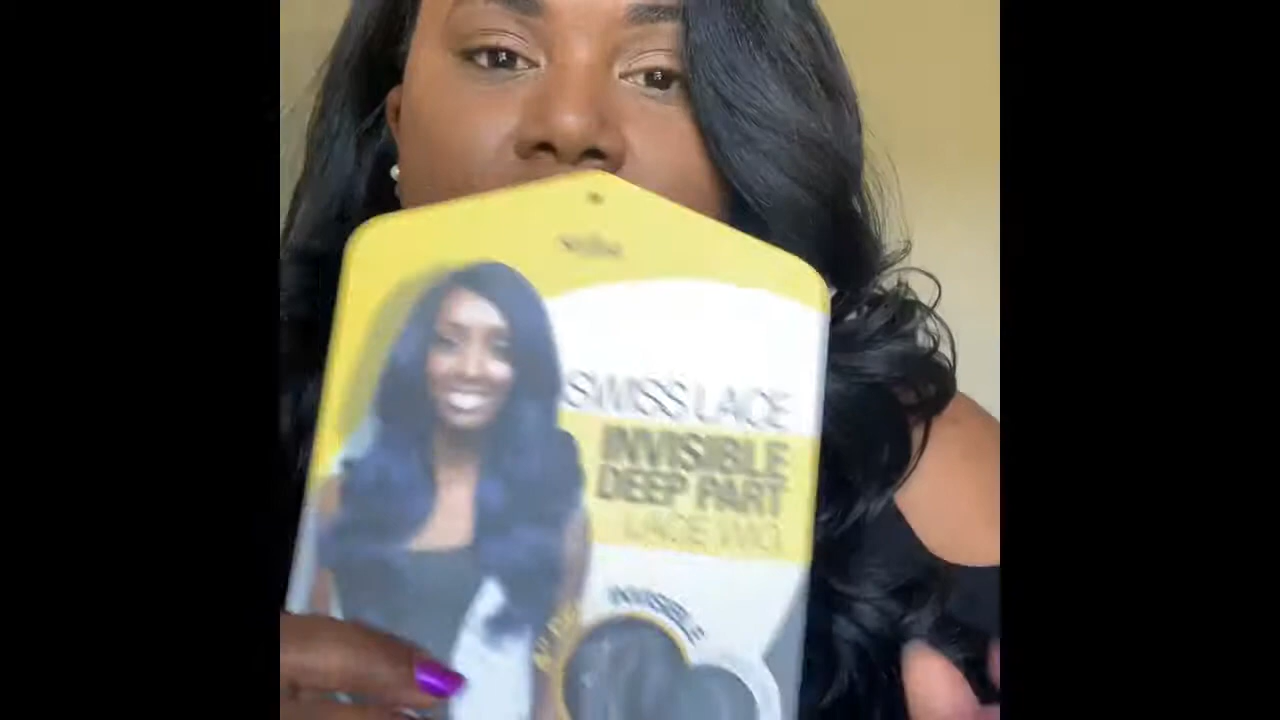 SWISS LACE
INVISIBLE
DEEP PART
LACE WIG
INVISIBLE